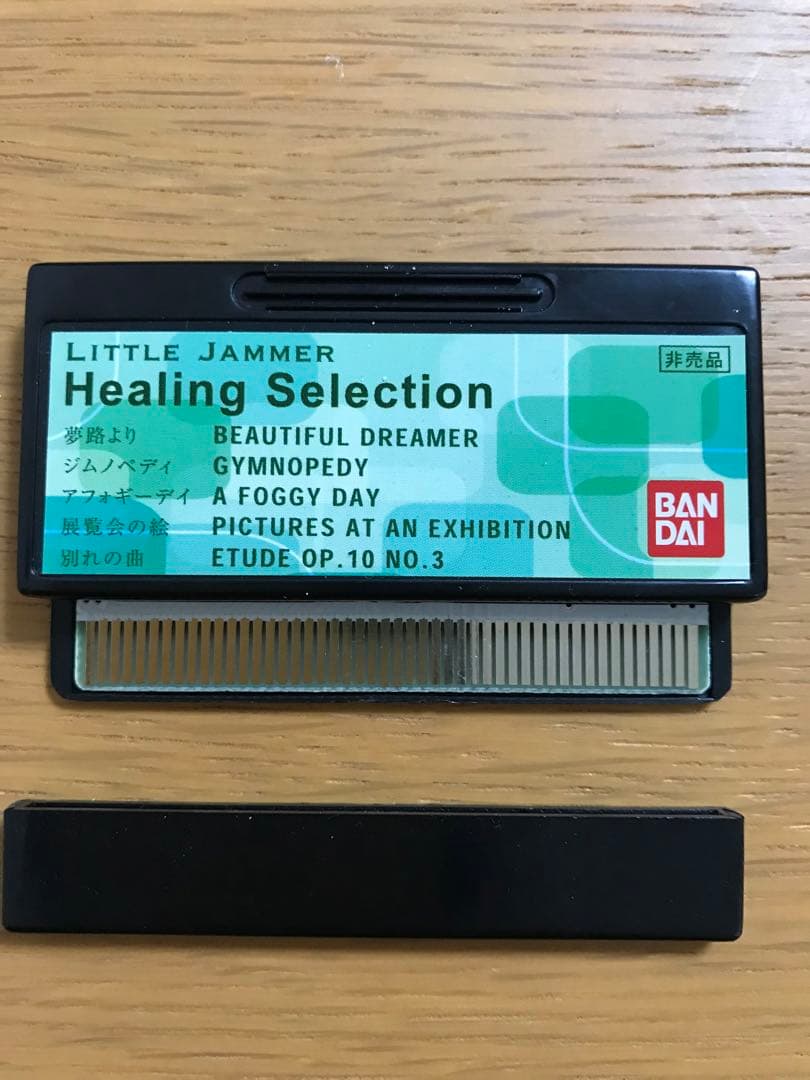 LITTLE JAMMER
非売品
Healing Selection
夢路より BEAUTIFUL DREAMER
ジムノペディ GYMNOPEDY
アフォギーデイ A FOGGY DAY
展覧会の絵 PICTURES AT AN EXHIBITION
別れの曲 ETUDE OP.10 NO.3
BAN
DAI